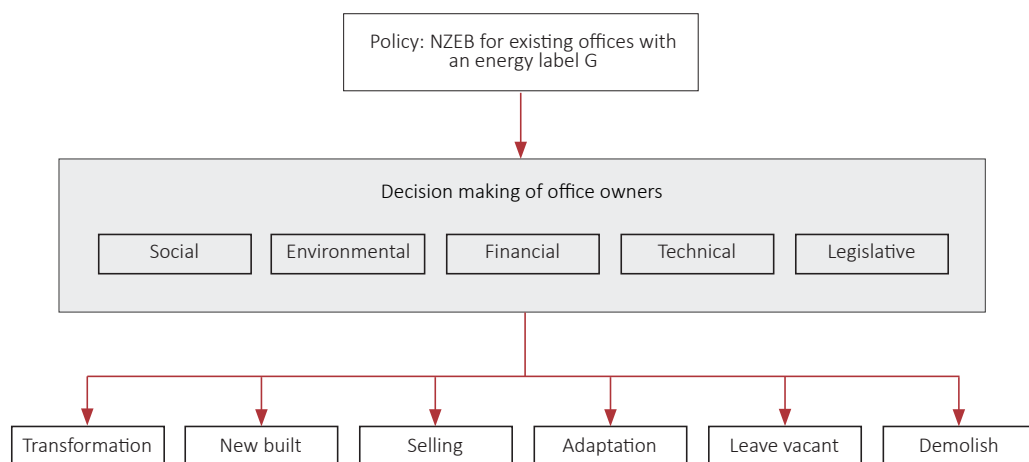 Policy: NZEB for existing offices with
an energy label G
Decision making of office owners
Social
Environmental
Financial
Technical
Legislative
Transformation
New built
Selling
Adaptation
Leave vacant
Demolish